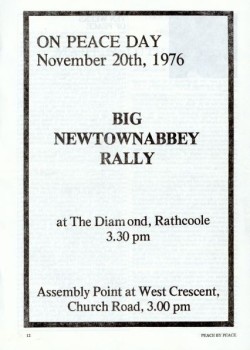 ON PEACE DAY
November 20th, 1976
BIG
NEWTOWNABBEY
RALLY
at The Diamond, Rathcoole
3.30 pm
Assembly Point at West Crescent,
Church Road, 3.00 pm
12
PEACE BY PEACE